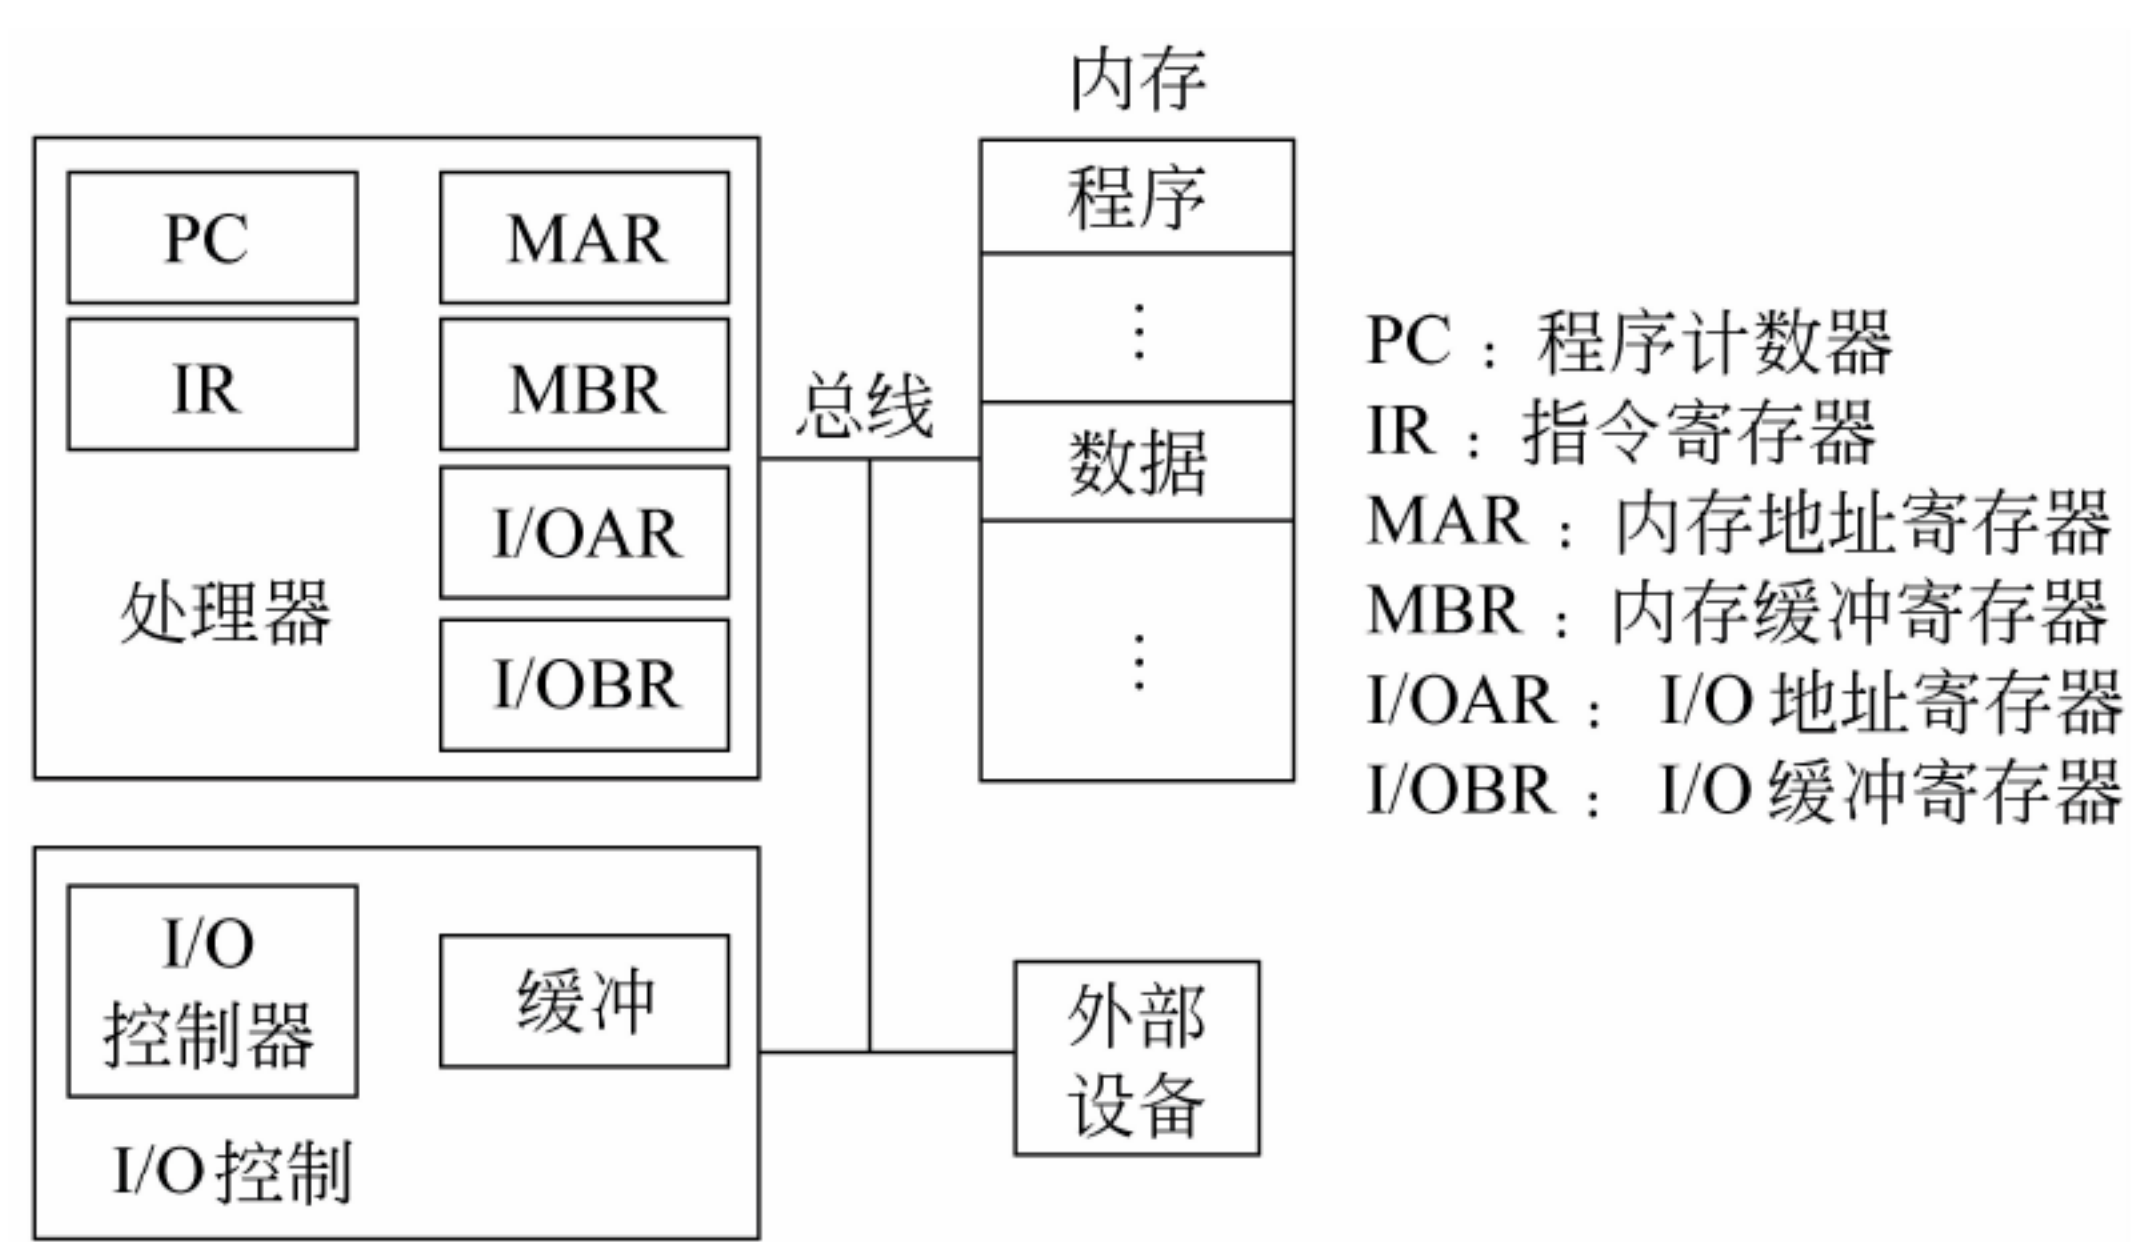 内存
PC
MAR
程序
IR
MBR
⋮
总线
数据
I/OAR
处理器
I/OBR
⋮
PC：程序计数器
IR：指令寄存器
MAR：内存地址寄存器
MBR：内存缓冲寄存器
I/OAR： I/O 地址寄存器
I/OBR： I/O 缓冲寄存器
I/O
控制器
缓冲
I/O 控制
外部
设备